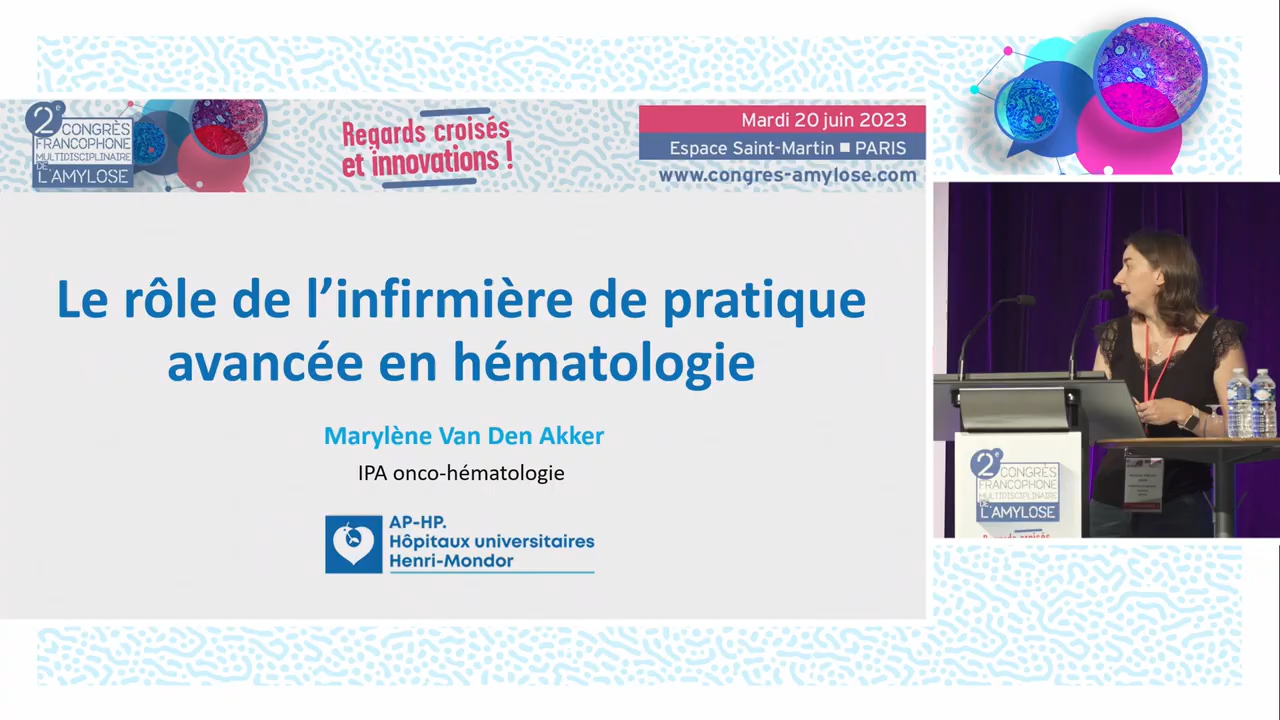 2e CONGRÈS
FRANCOPHONE
MULTIDISCIPLINAIRE
DE
L'AMYLOSE
Regards croisés
et innovations !
Mardi 20 juin 2023
Espace Saint-Martin ■ PARIS
www.congres-amylose.com
Le rôle de l’infirmière de pratique
avancée en hématologie
Marylène Van Den Akker
IPA onco-hématologie
AP-HP.
Hôpitaux universitaires
Henri-Mondor
2e CONGRÈS
FRANCOPHONE
MULTIDISCIPLINAIRE
DE
L'AMYLOSE
Regards croisés